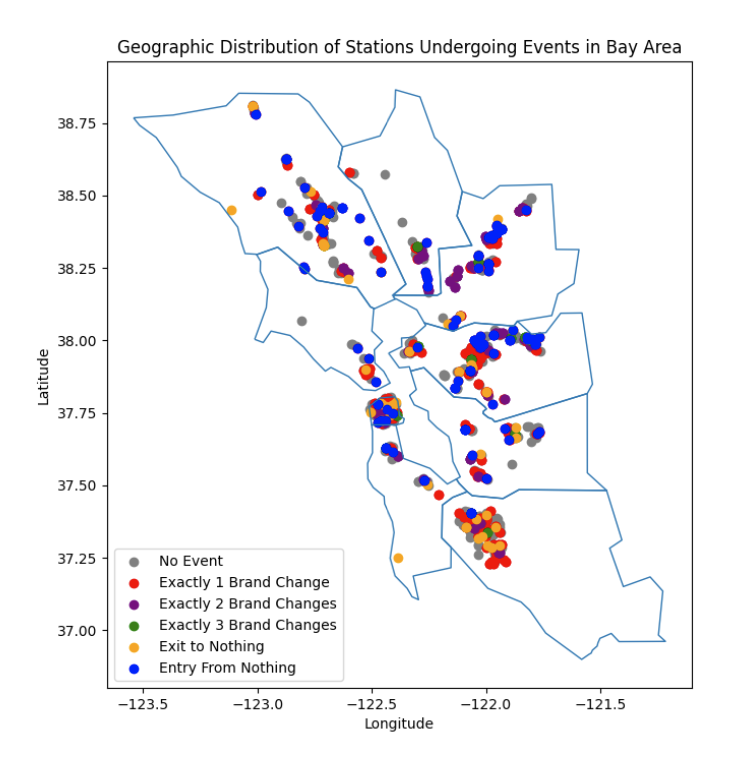 Geographic Distribution of Stations Undergoing Events in Bay Area
38.75
38.50
38.25
38.00
37.75
37.50
37.25
37.00
Latitude
No Event
Exactly 1 Brand Change
Exactly 2 Brand Changes
Exactly 3 Brand Changes
Exit to Nothing
Entry From Nothing
−123.5 −123.0 −122.5 −122.0 −121.5
Longitude